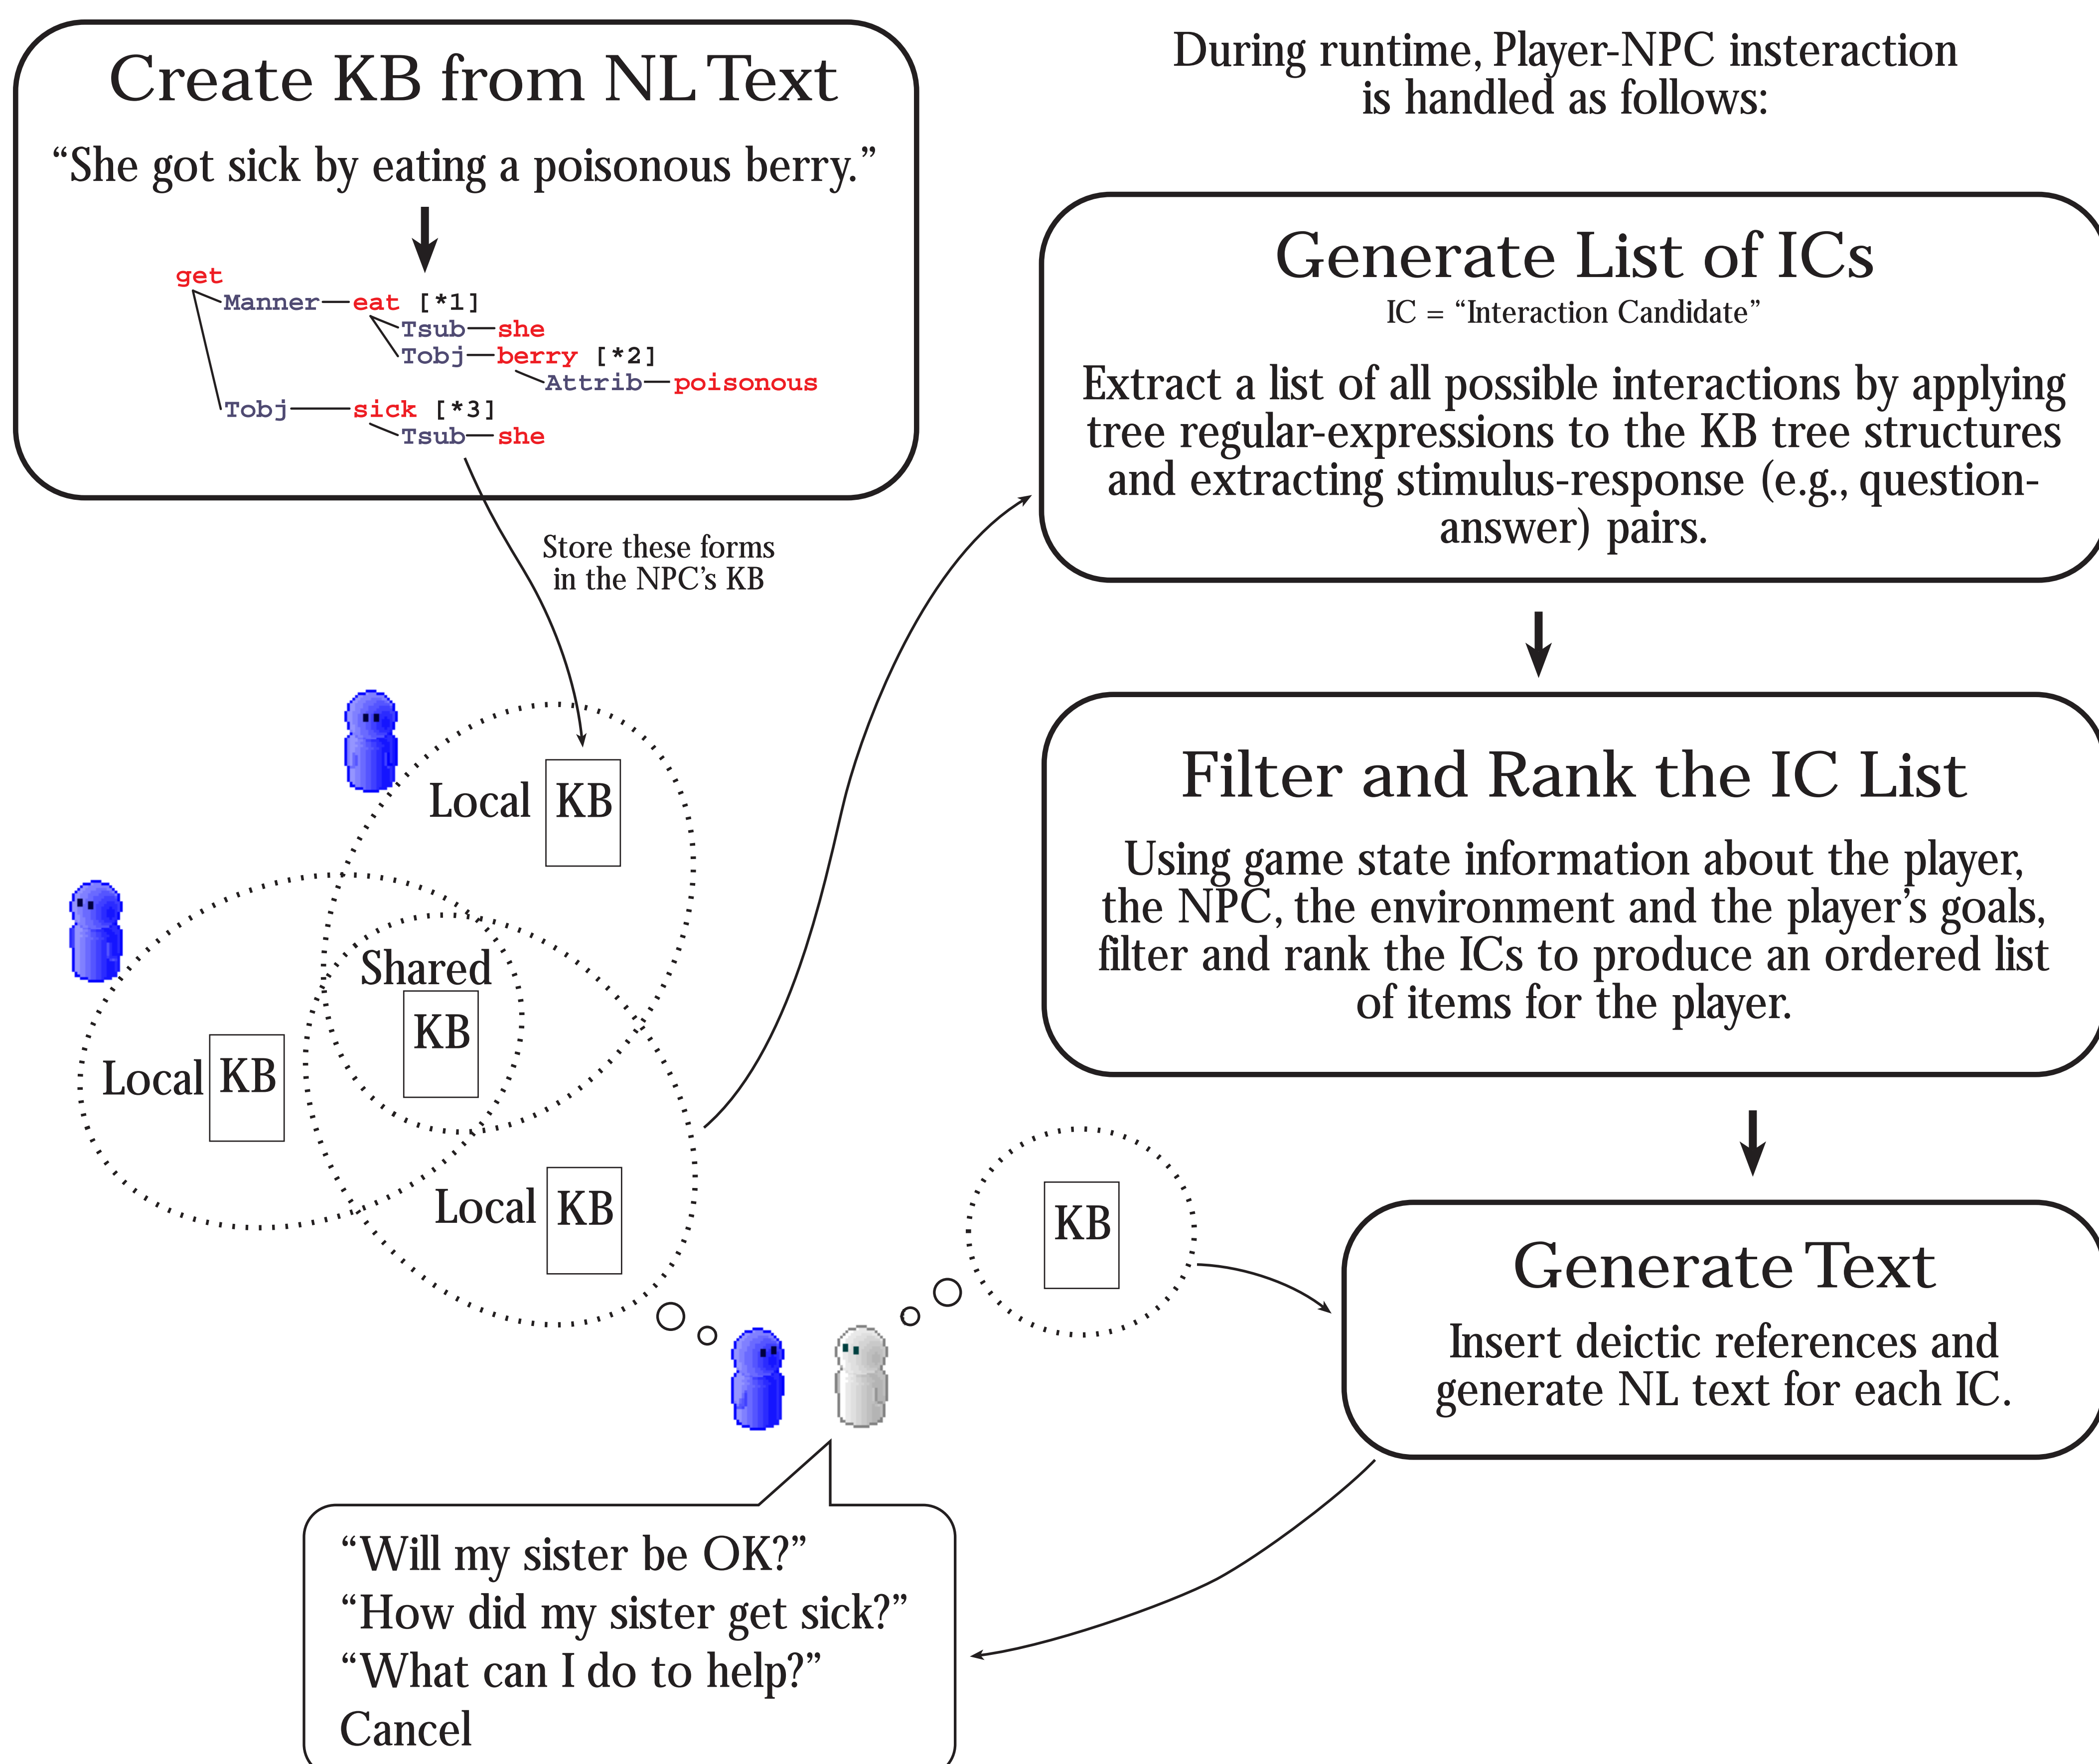 Create KB from NL Text
“She got sick by eating a poisonous berry.”
get
Manner eat [*1]
Tsub she
Tobj berry [*2]
Attrib poisonous
Tobj sick [*3]
Tsub she
Store these forms
in the NPC’s KB
Local KB
Shared
KB
Local KB
Local KB
KB
During runtime, Player-NPC insteraction
is handled as follows:
Generate List of ICs
IC = “Interaction Candidate”
Extract a list of all possible interactions by applying
tree regular-expressions to the KB tree structures
and extracting stimulus-response (e.g., question-
answer) pairs.
Filter and Rank the IC List
Using game state information about the player,
the NPC, the environment and the player’s goals,
filter and rank the ICs to produce an ordered list
of items for the player.
Generate Text
Insert deictic references and
generate NL text for each IC.
“Will my sister be OK?”
“How did my sister get sick?”
“What can I do to help?”
Cancel